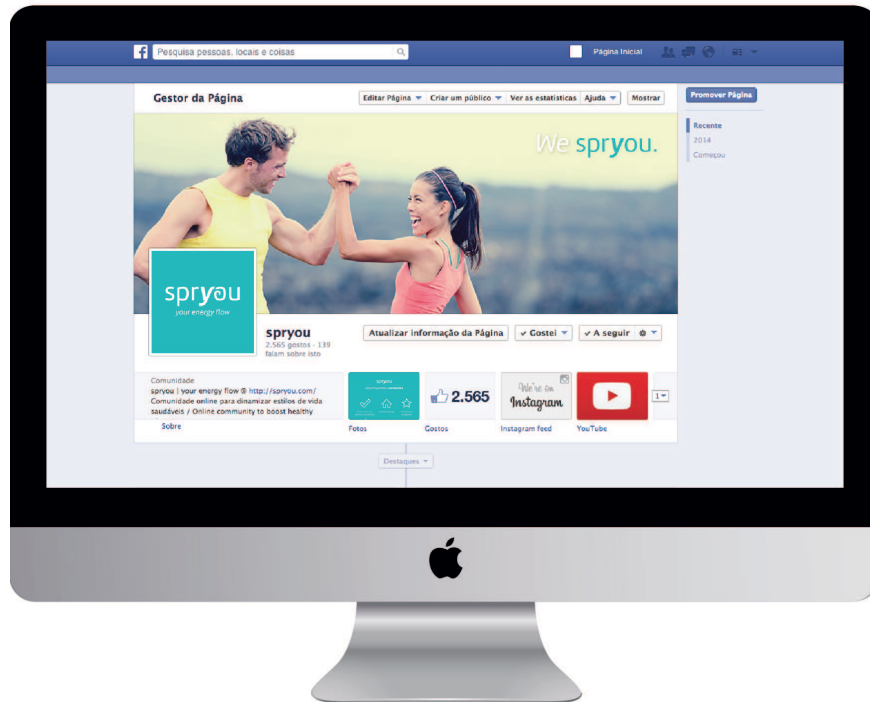 Pesquisa pessoas, locais e coisas
Página Inicial
Gestor da Página
Editar Página
Criar um público
Ver as estatísticas
Ajuda
Mostrar
Promover Página
Recente
2014
Começou
We spryou.
spryou
your energy flow
spryou
2.565 gostos · 139
falam sobre isto
Atualizar informação da Página
Gostei
A seguir
Comunidade
spryou | your energy flow @ http://spryou.com/
Comunidade online para dinamizar estilos de vida
saudáveis / Online community to boost healthy
Sobre
spryou
Fotos
2.565
Gostos
We're on
Instagram
Instagram feed
YouTube
1
Destaques